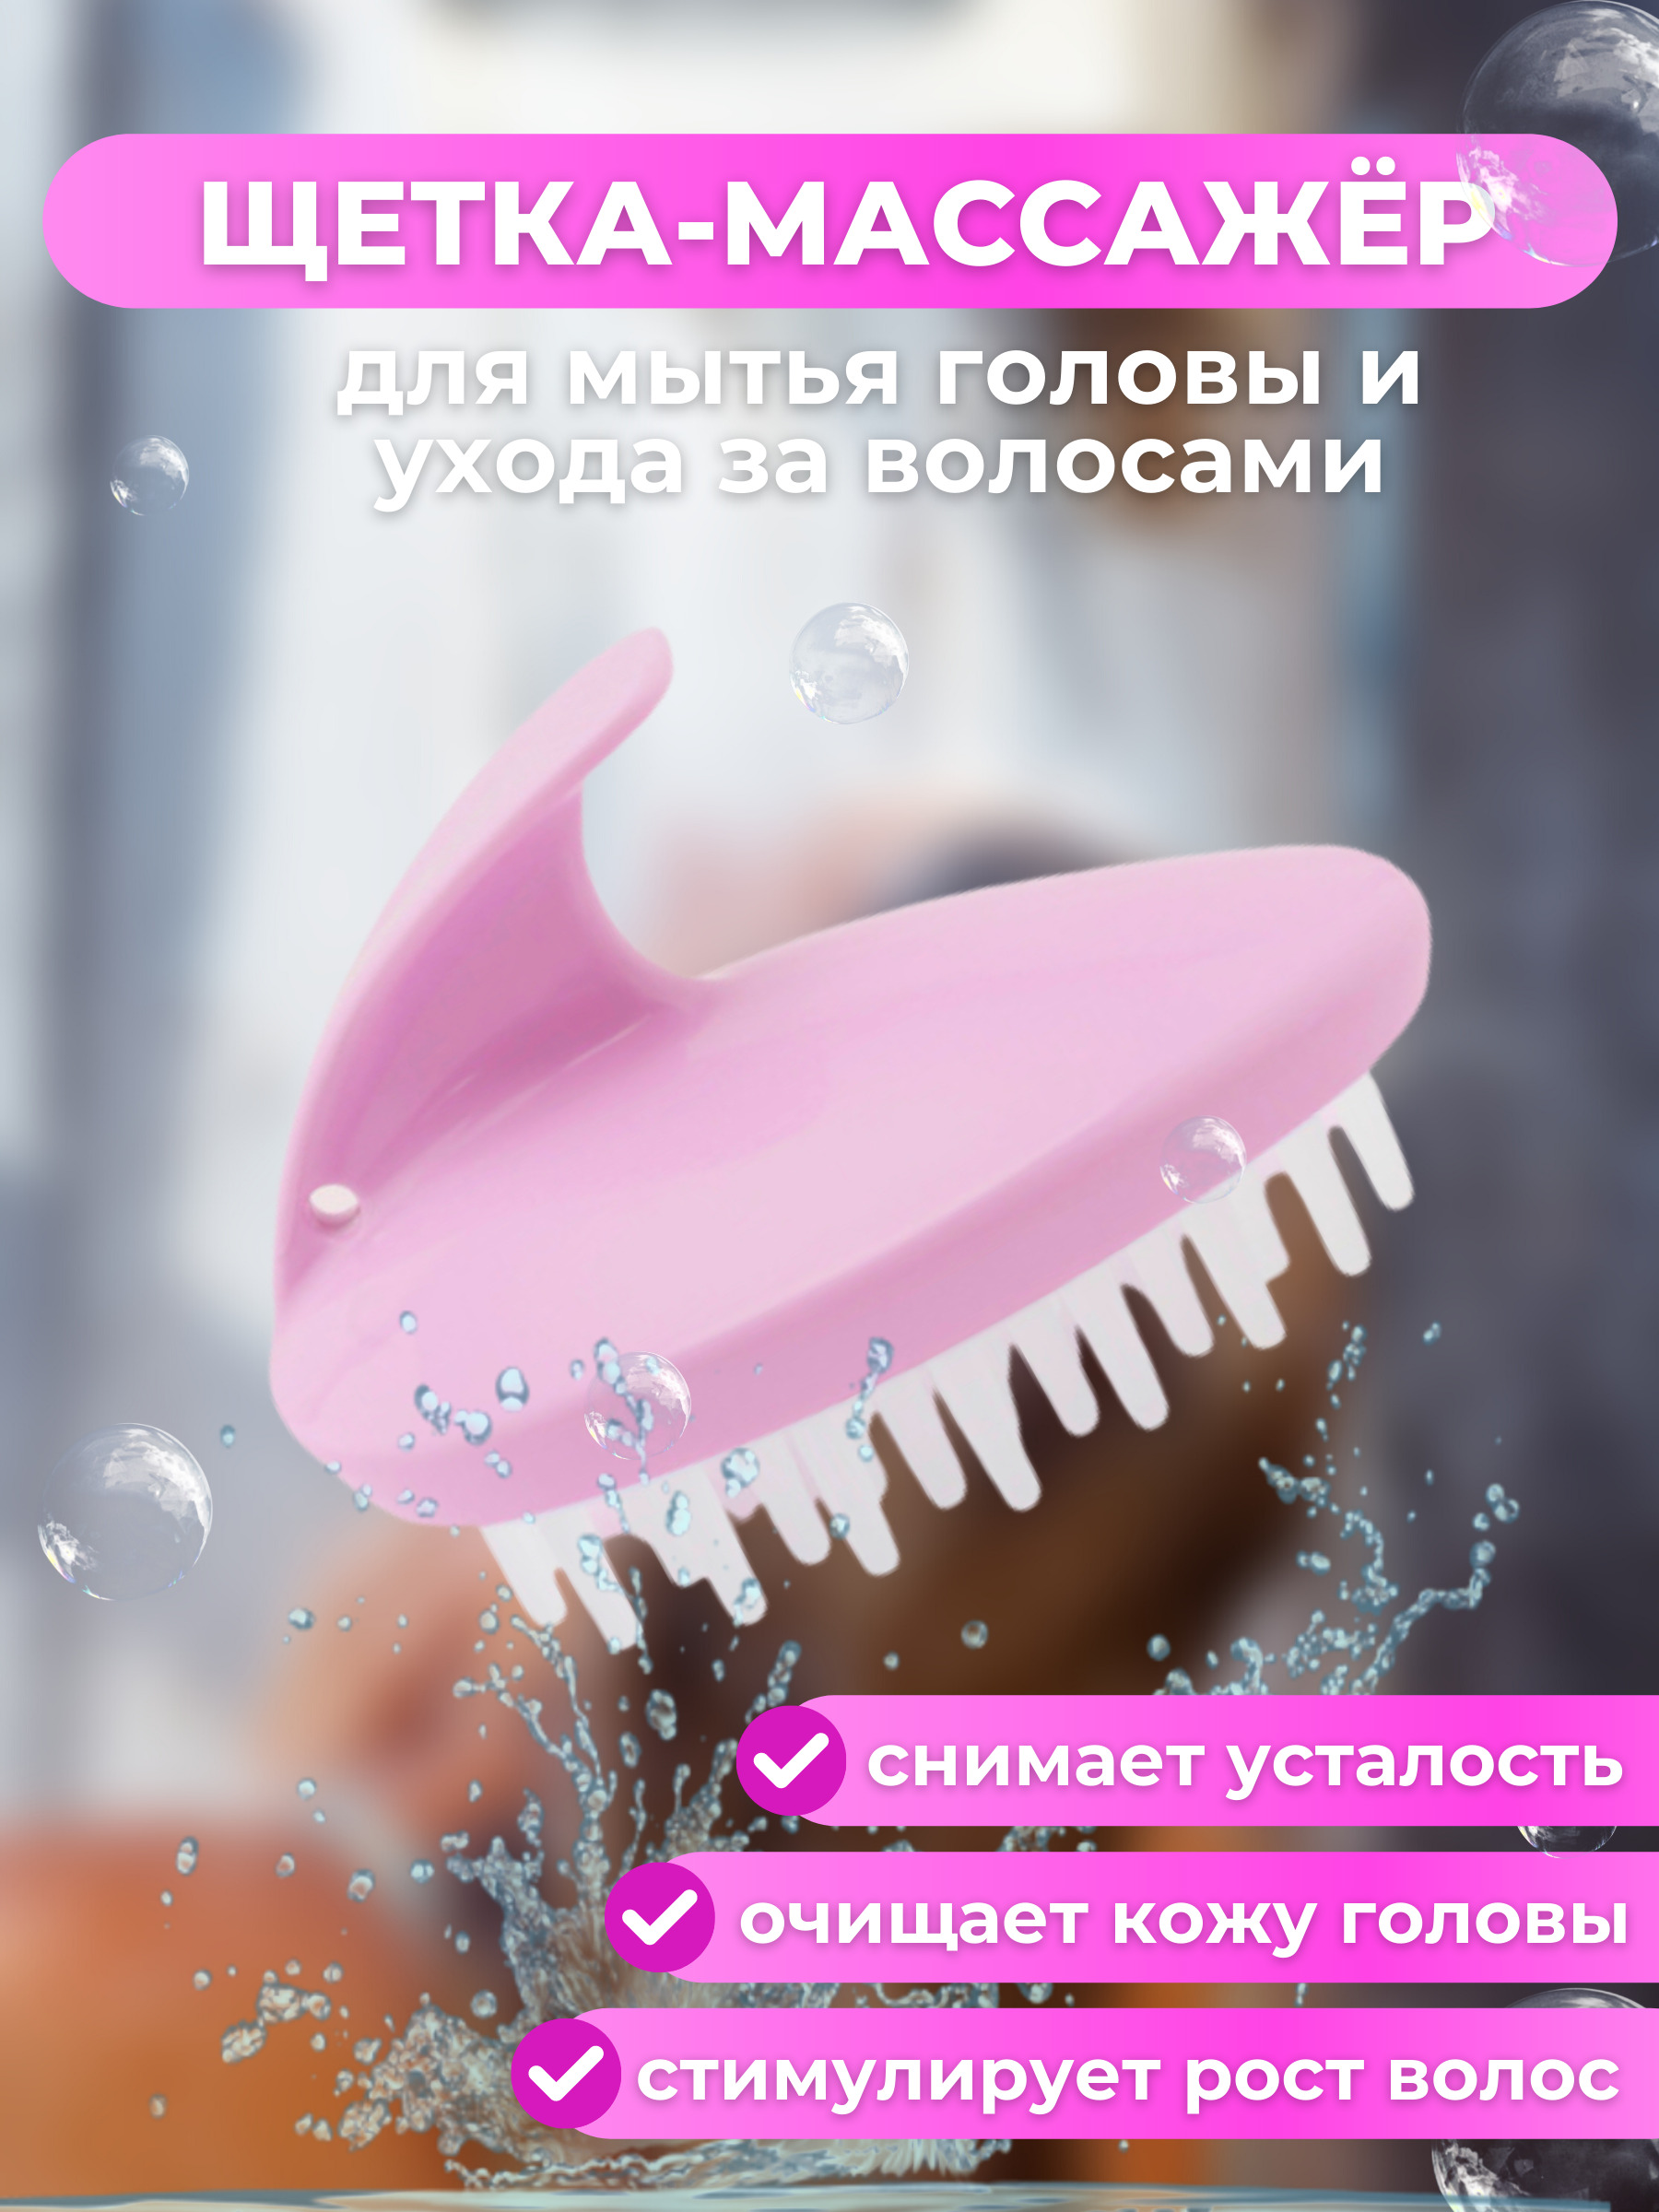 ЩЕТКА-МАССАЖЁР
для мытья головы и
ухода за волосами
снимает усталость
очищает кожу головы
стимулирует рост волос